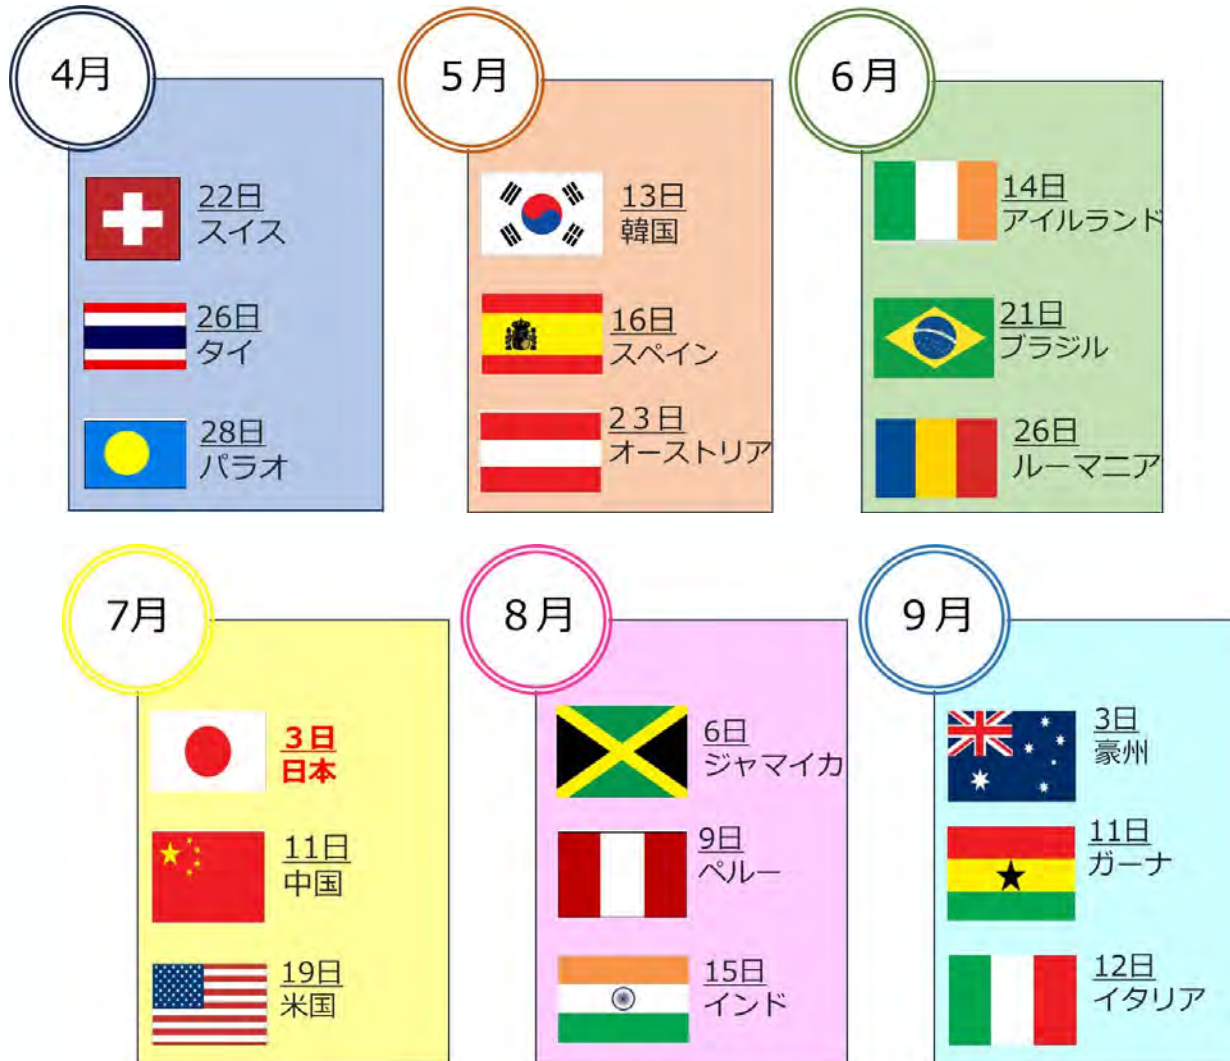 4月
22日
スイス
26日
タイ
28日
パラオ
5月
13日
韓国
16日
スペイン
23日
オーストリア
6月
14日
アイルランド
21日
ブラジル
26日
ルーマニア
7月
3日
日本
11日
中国
19日
米国
8月
6日
ジャマイカ
9日
ペルー
15日
インド
9月
3日
豪州
11日
ガーナ
12日
イタリア